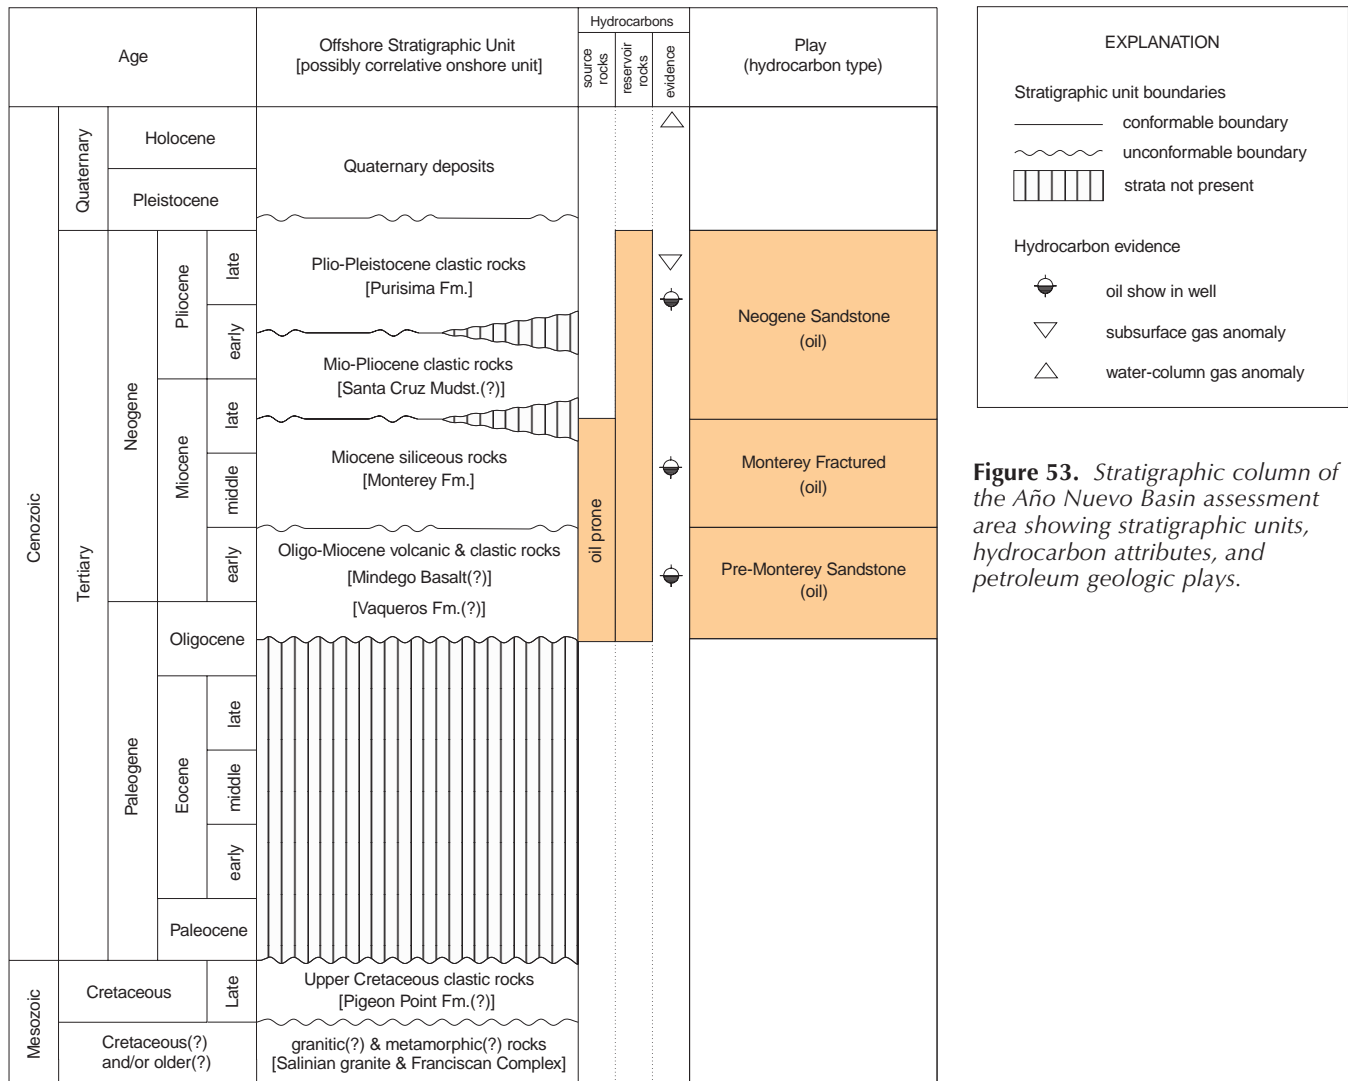 Age
Offshore Stratigraphic Unit
[possibly correlative onshore unit]
Hydrocarbons
source
rocks
reservoir
rocks
evidence
Play
(hydrocarbon type)
Cenozoic
Quaternary
Holocene
Pleistocene
Quaternary deposits
Tertiary
Neogene
Pliocene
late
early
Plio-Pleistocene clastic rocks
[Purisima Fm.]
Neogene Sandstone
(oil)
Mio-Pliocene clastic rocks
[Santa Cruz Mudst.(?)]
Miocene
late
middle
early
Miocene siliceous rocks
[Monterey Fm.]
oil prone
Monterey Fractured
(oil)
Oligo-Miocene volcanic & clastic rocks
[Mindego Basalt(?)]
[Vaqueros Fm.(?)]
Pre-Monterey Sandstone
(oil)
Paleogene
Oligocene
Eocene
late
middle
early
Paleocene
Mesozoic
Cretaceous
Late
Upper Cretaceous clastic rocks
[Pigeon Point Fm.(?)]
Cretaceous(?)
and/or older(?)
granitic(?) & metamorphic(?) rocks
[Salinian granite & Franciscan Complex]
EXPLANATION
Stratigraphic unit boundaries
conformable boundary
unconformable boundary
strata not present
Hydrocarbon evidence
oil show in well
subsurface gas anomaly
water-column gas anomaly
Figure 53. Stratigraphic column of
the Año Nuevo Basin assessment
area showing stratigraphic units,
hydrocarbon attributes, and
petroleum geologic plays.